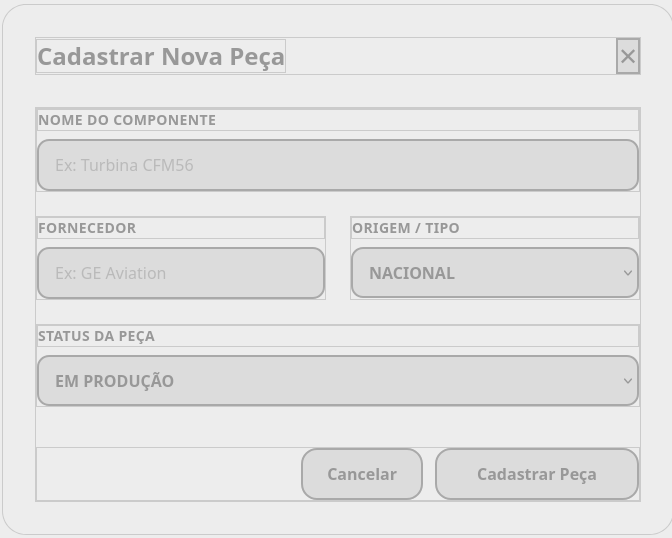 Cadastrar Nova Peça
NOME DO COMPONENTE
Ex: Turbina CFM56
FORNECEDOR
ORIGEM / TIPO
Ex: GE Aviation
NACIONAL
STATUS DA PEÇA
EM PRODUÇÃO
Cancelar
Cadastrar Peça